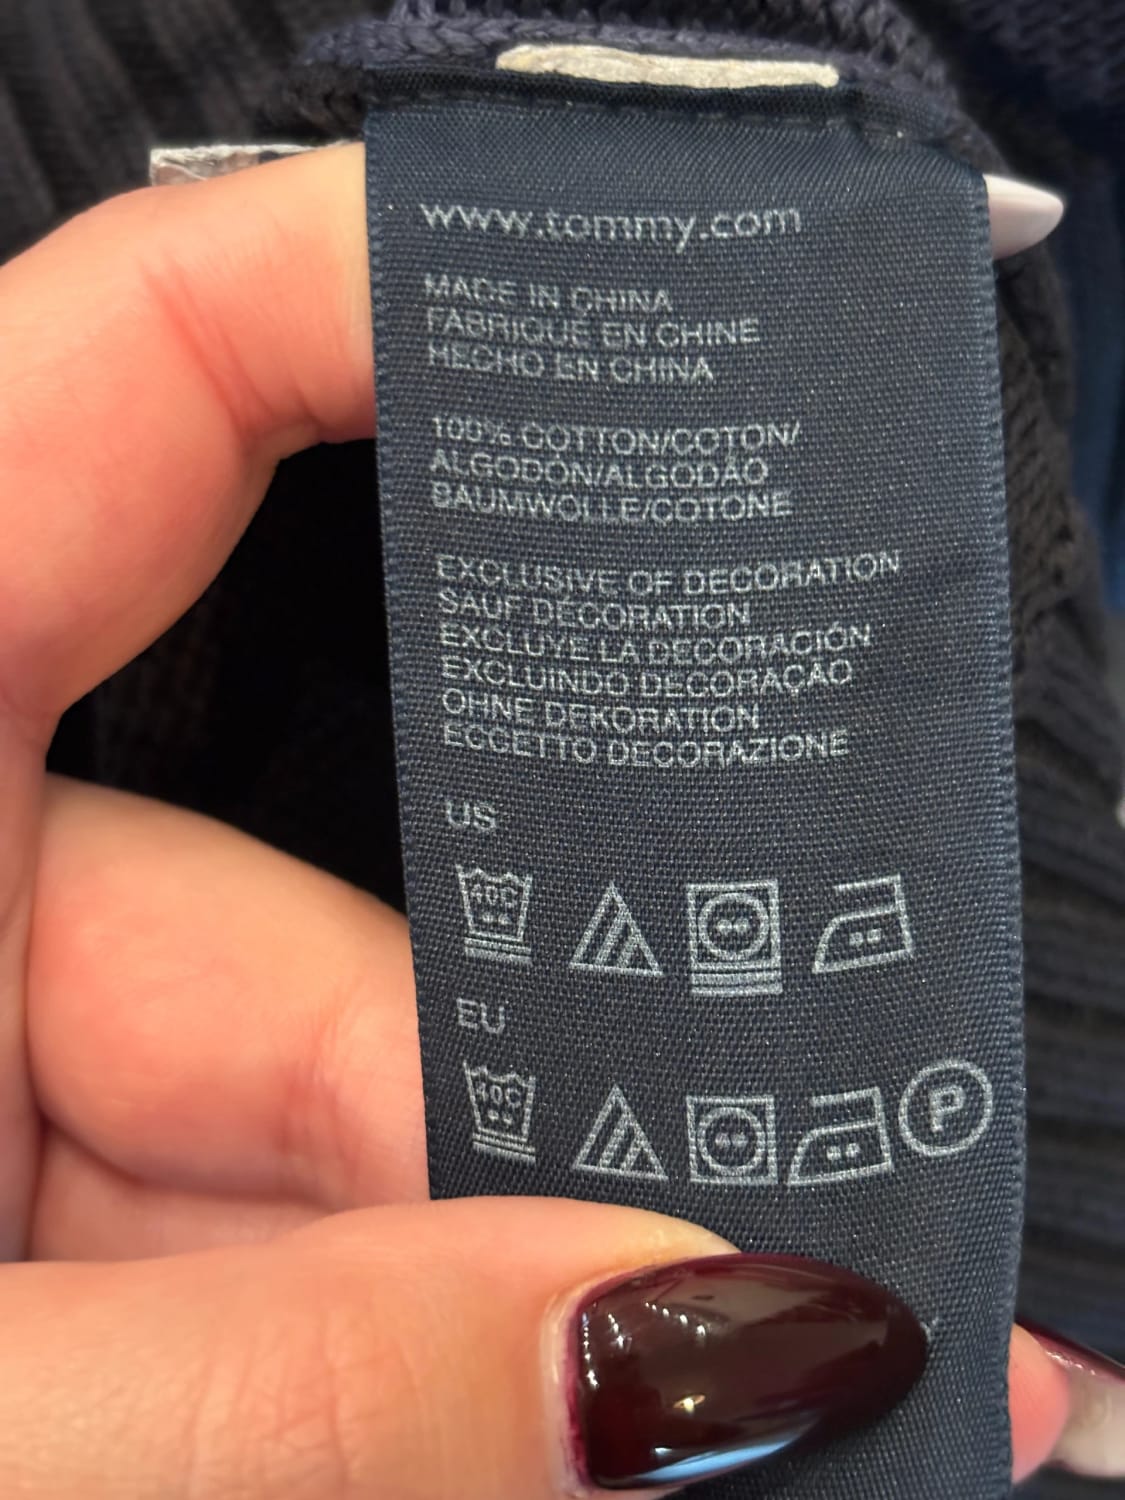 www.tommy.com
MADE IN CHINA
FABRIQUÉ EN CHINE
HECHO EN CHINA
100% COTTON/COTON/
ALGODÓN/ALGODÃO
BAUMWOLLE/COTONE
EXCLUSIVE OF DECORATION
SAUF DÉCORATION
EXCLUYE LA DECORACIÓN
EXCLUINDO DECORAÇÃO
OHNE DEKORATION
ECCETTO DECORAZIONE
US
40C
EU
40C
P